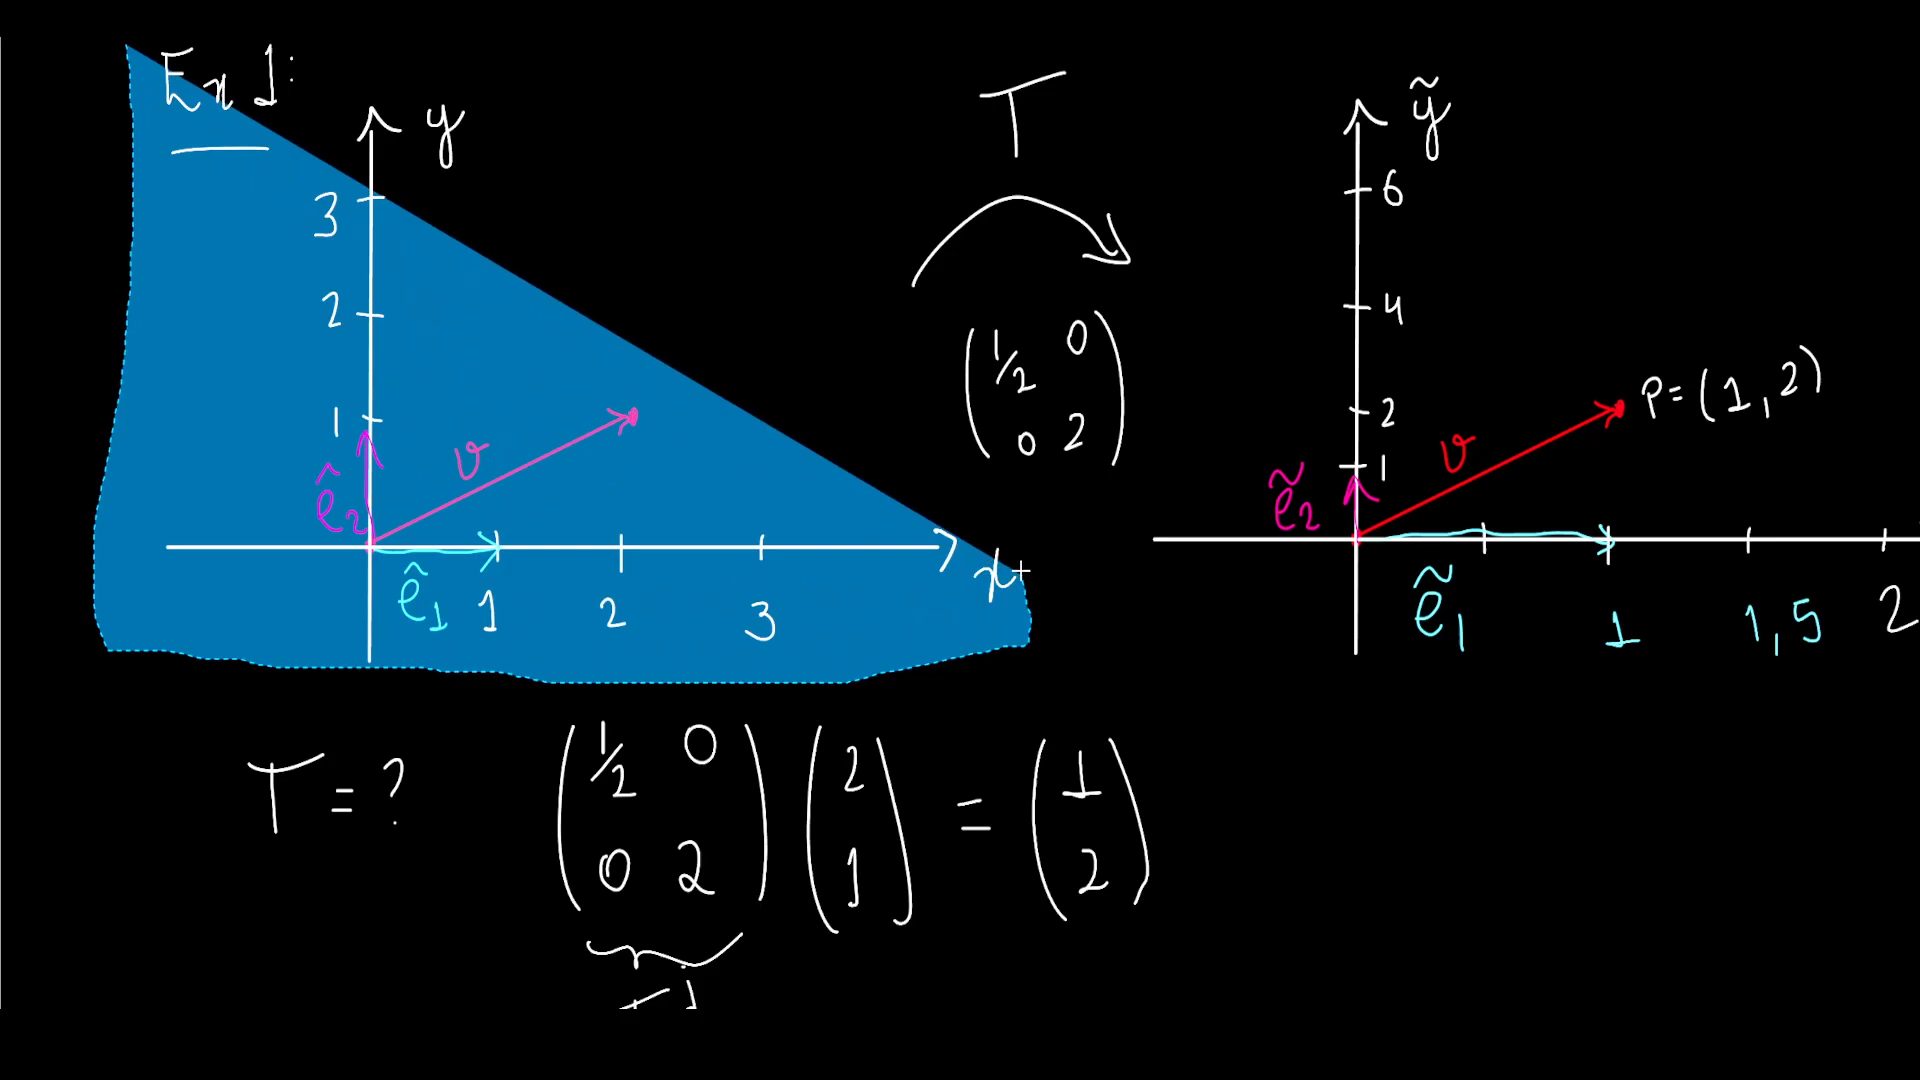 Ex 1:
y
3
2
1
v
ê₂
ẽ₁ 1 2 3
x
T
(1/2 0
0 2)
ỹ
6
4
2
1
v
P=(1,2)
ẽ₂
ẽ₁ 1 1,5 2
T = ? (1/2 0 (2 = (1
0 2) 1) 2)